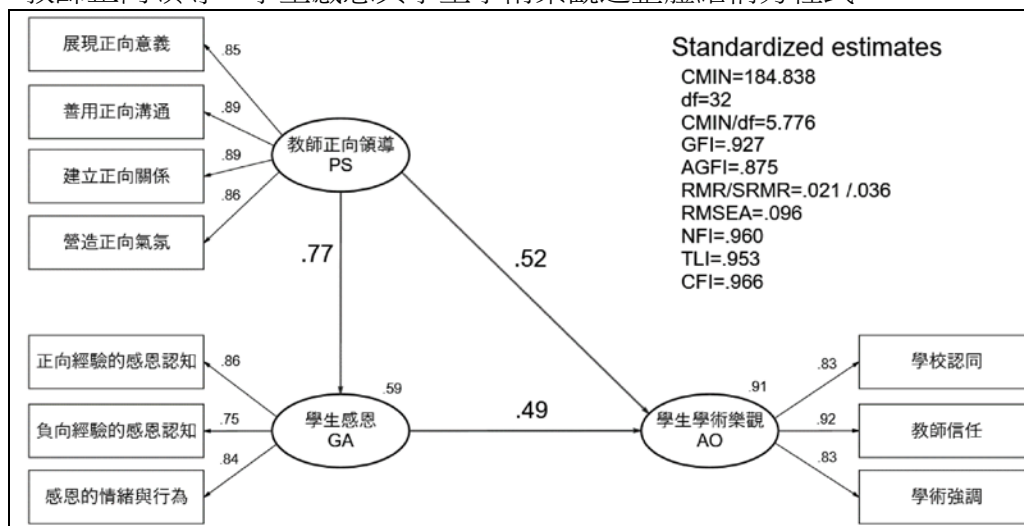 展現正向意義
善用正向溝通
建立正向關係
營造正向氣氛
.85
.89
.89
.86
教師正向領導
PS
Standardized estimates
CMIN=184.838
df=32
CMIN/df=5.776
GFI=.927
AGFI=.875
RMR/SRMR=.021 /.036
RMSEA=.096
NFI=.960
TLI=.953
CFI=.966
.77
.52
正向經驗的感恩認知
負向經驗的感恩認知
感恩的情緒與行為
.86
.75
.84
.59
學生感恩
GA
.49
.91
學生學術樂觀
AO
.83
.92
.83
學校認同
教師信任
學術強調